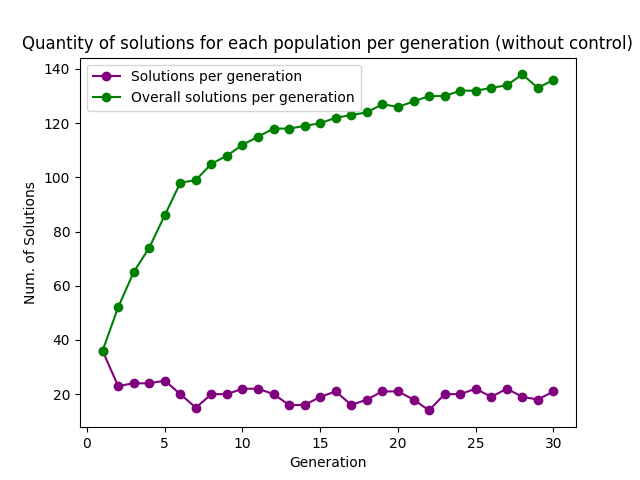 Quantity of solutions for each population per generation (without control)
Solutions per generation
Overall solutions per generation
140
120
100
80
60
40
20
Num. of Solutions
0 5 10 15 20 25 30
Generation